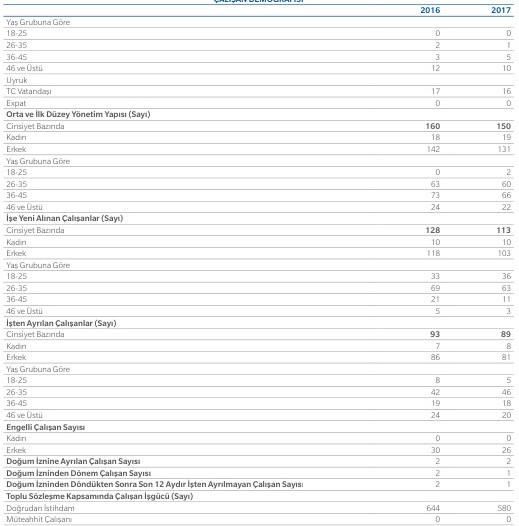 ÇALIŞAN DEMOGRAFİSİ
2016 2017
Yaş Grubuna Göre
18-25 0 0
26-35 2 1
36-45 3 5
46 ve Üstü 12 10
Uyruk
TC Vatandaşı 17 16
Expat 0 0
Orta ve İlk Düzey Yönetim Yapısı (Sayı)
Cinsiyet Bazında 160 150
Kadın 18 19
Erkek 142 131
Yaş Grubuna Göre
18-25 0 2
26-35 63 60
36-45 73 66
46 ve Üstü 24 22
İşe Yeni Alınan Çalışanlar (Sayı)
Cinsiyet Bazında 128 113
Kadın 10 10
Erkek 118 103
Yaş Grubuna Göre
18-25 33 36
26-35 69 63
36-45 21 11
46 ve Üstü 5 3
İşten Ayrılan Çalışanlar (Sayı)
Cinsiyet Bazında 93 89
Kadın 7 8
Erkek 86 81
Yaş Grubuna Göre
18-25 8 5
26-35 42 46
36-45 19 18
46 ve Üstü 24 20
Engelli Çalışan Sayısı
Kadın 0 0
Erkek 30 26
Doğum İznine Ayrılan Çalışan Sayısı 2 2
Doğum İzninden Dönem Çalışan Sayısı 2 1
Doğum İzninden Döndükten Sonra Son 12 Aydır İşten Ayrılmayan Çalışan Sayısı 2 1
Toplu Sözleşme Kapsamında Çalışan İşgücü (Sayı)
Doğrudan İstihdam 644 580
Müteahhit Çalışanı 0 0